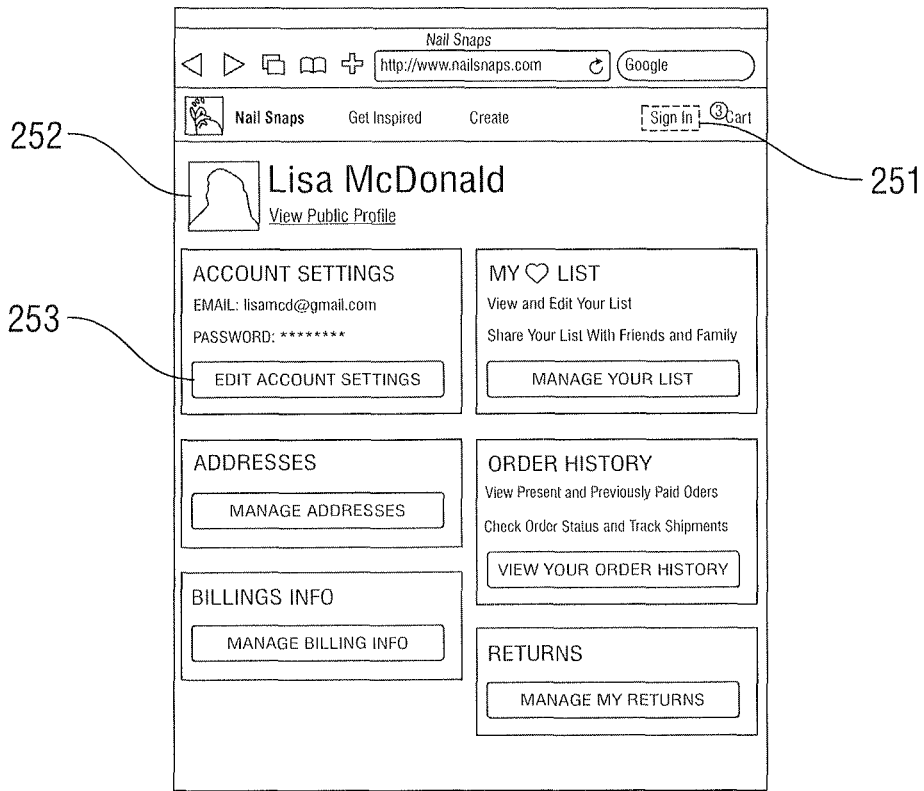 Nail Snaps
http://www.nailsnaps.com
Google
Nail Snaps Get Inspired Create Sign In 3 Cart
252
251
Lisa McDonald
View Public Profile
ACCOUNT SETTINGS
EMAIL: lisamcd@gmail.com
PASSWORD: ********
253
EDIT ACCOUNT SETTINGS
MY ♡ LIST
View and Edit Your List
Share Your List With Friends and Family
MANAGE YOUR LIST
ADDRESSES
MANAGE ADDRESSES
ORDER HISTORY
View Present and Previously Paid Oders
Check Order Status and Track Shipments
VIEW YOUR ORDER HISTORY
BILLINGS INFO
MANAGE BILLING INFO
RETURNS
MANAGE MY RETURNS